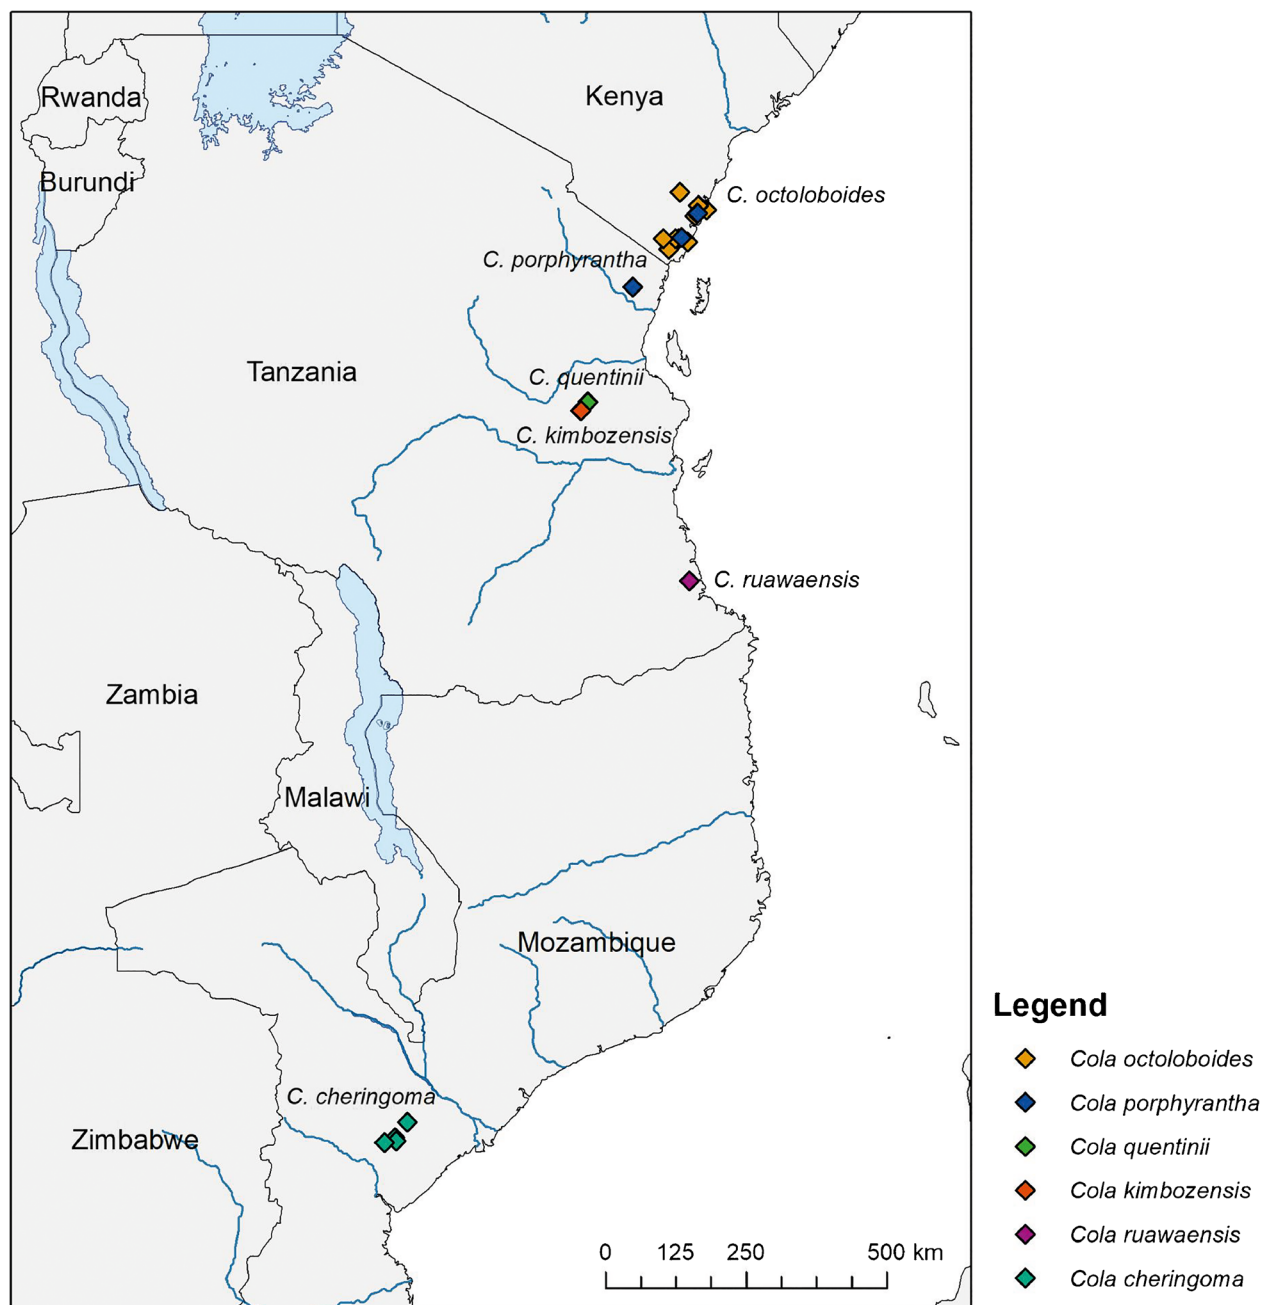 Rwanda
Kenya
Burundi
C. octoloboides
C. porphyrantha
Tanzania
C. quentinii
C. kimbozensis
C. ruawaensis
Zambia
Malawi
Mozambique
C. cheringoma
Zimbabwe
0 125 250 500 km
Legend
Cola octoloboides
Cola porphyrantha
Cola quentinii
Cola kimbozensis
Cola ruawaensis
Cola cheringoma